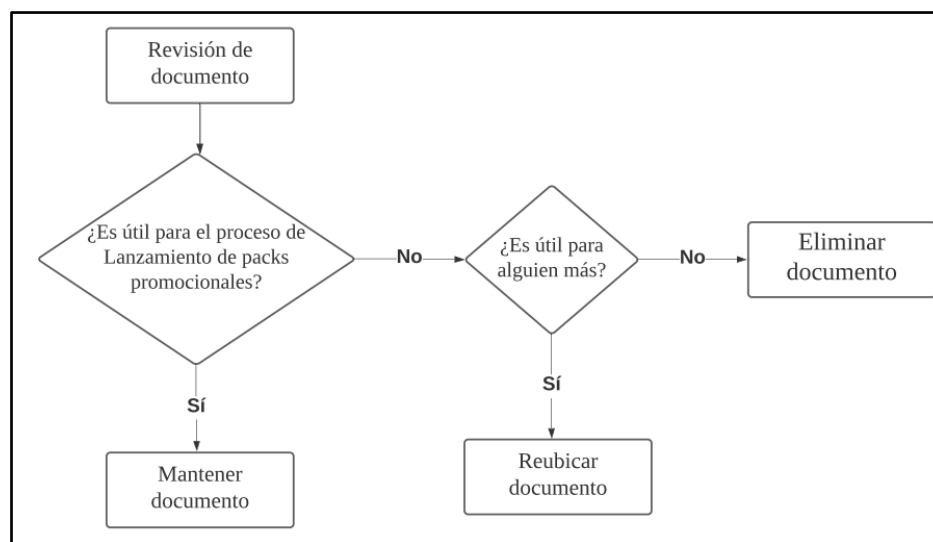 Revisión de
documento
¿Es útil para el proceso de
Lanzamiento de packs
promocionales?
No
¿Es útil para
alguien más?
No
Eliminar
documento
Sí
Mantener
documento
Sí
Reubicar
documento